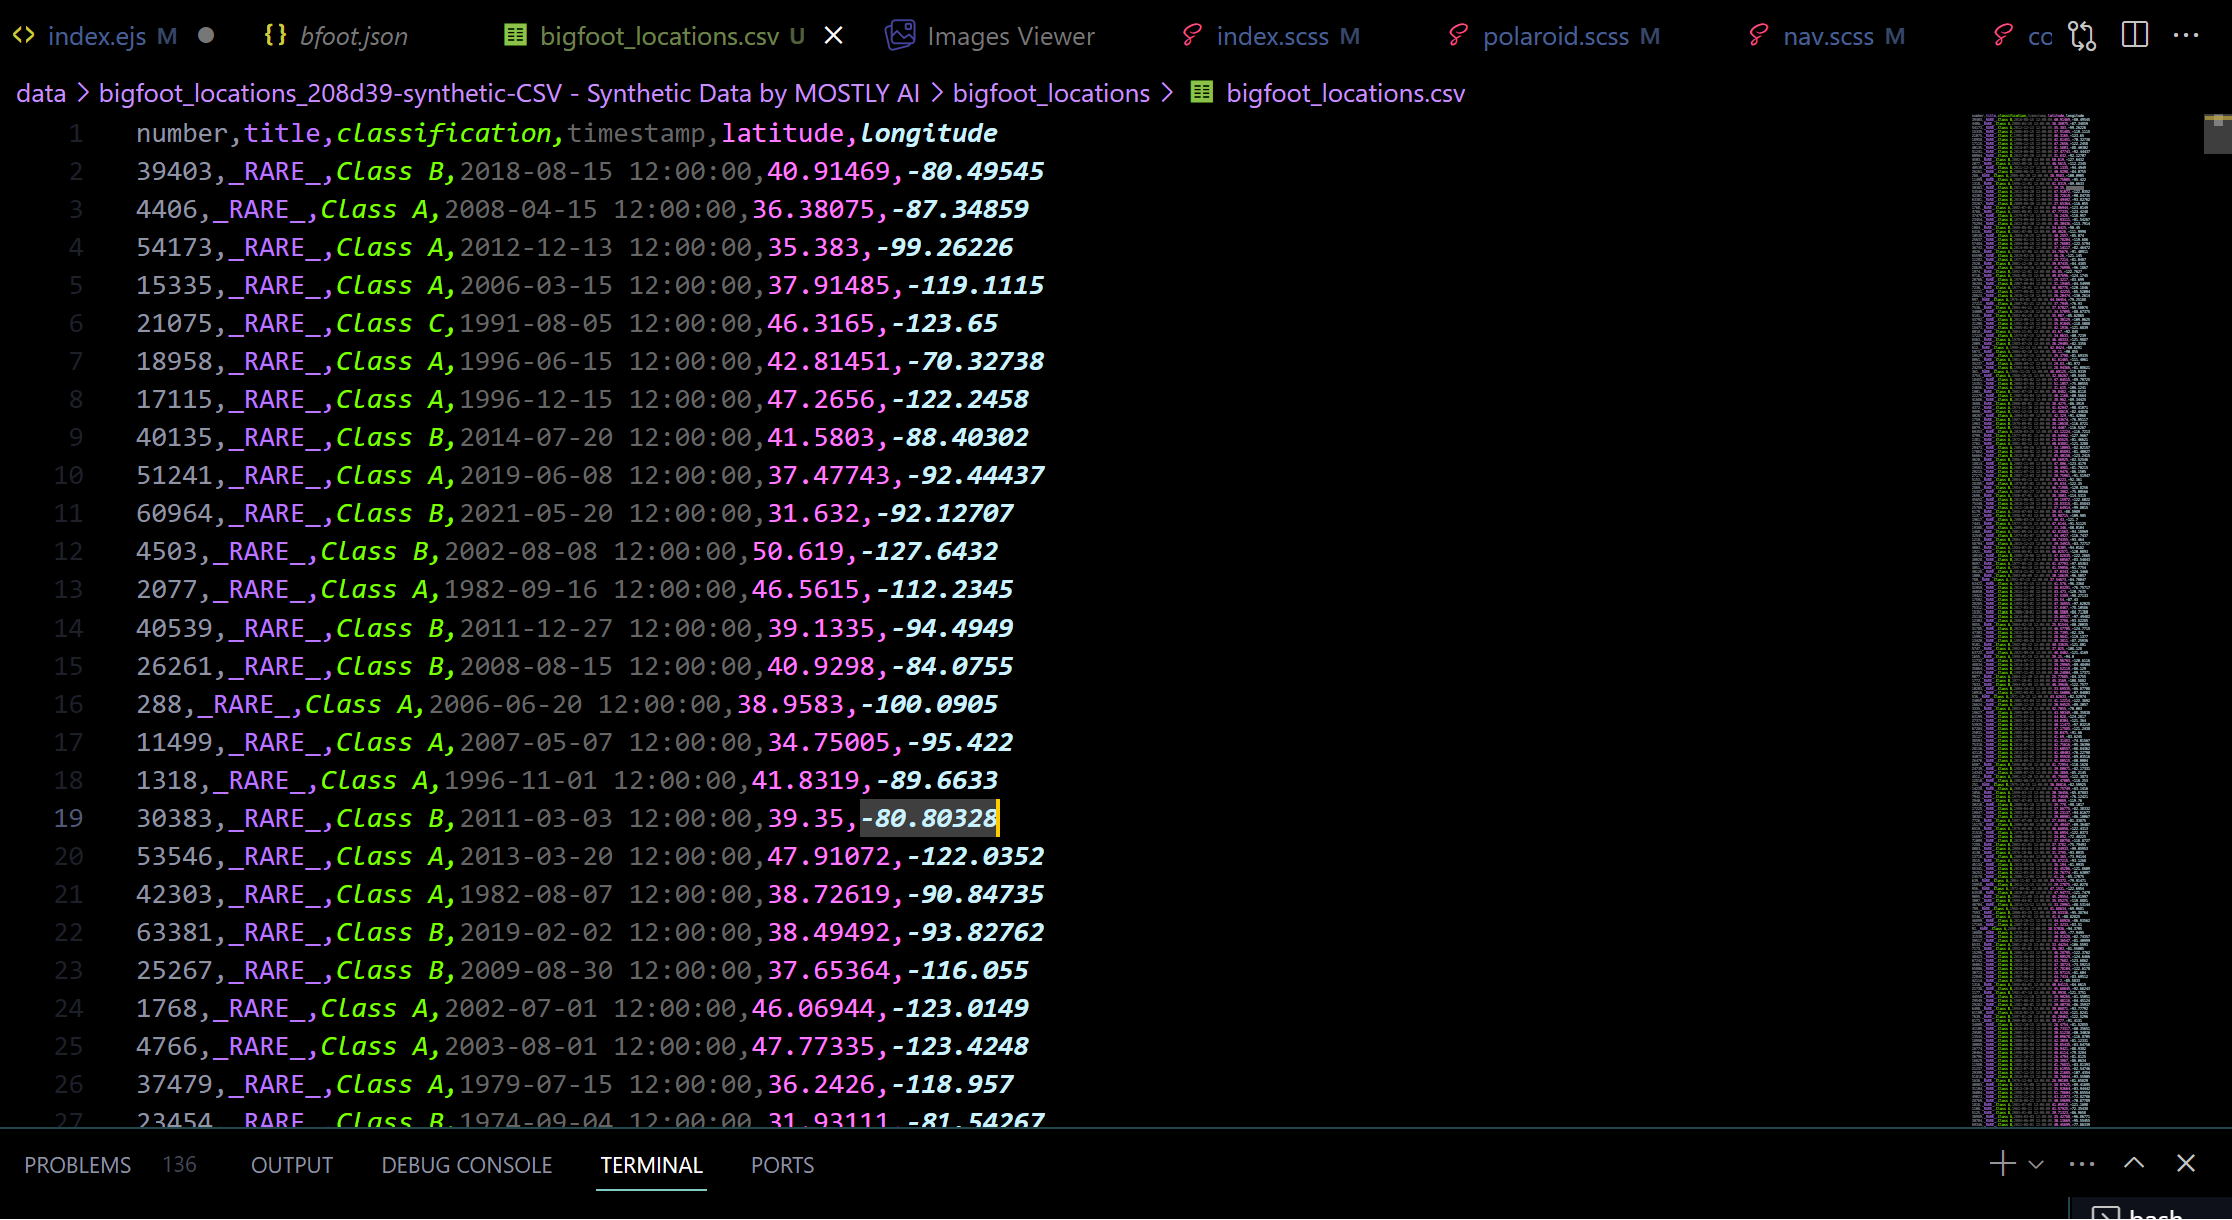 index.ejs M
bfoot.json
bigfoot_locations.csv U
Images Viewer
index.scss M
polaroid.scss M
nav.scss M
co
data > bigfoot_locations_208d39-synthetic-CSV - Synthetic Data by MOSTLY AI > bigfoot_locations > bigfoot_locations.csv
1 number,title,classification,timestamp,latitude,longitude
2 39403,_RARE_,Class B,2018-08-15 12:00:00,40.91469,-80.49545
3 4406,_RARE_,Class A,2008-04-15 12:00:00,36.38075,-87.34859
4 54173,_RARE_,Class A,2012-12-13 12:00:00,35.383,-99.26226
5 15335,_RARE_,Class A,2006-03-15 12:00:00,37.91485,-119.1115
6 21075,_RARE_,Class C,1991-08-05 12:00:00,46.3165,-123.65
7 18958,_RARE_,Class A,1996-06-15 12:00:00,42.81451,-70.32738
8 17115,_RARE_,Class A,1996-12-15 12:00:00,47.2656,-122.2458
9 40135,_RARE_,Class B,2014-07-20 12:00:00,41.5803,-88.40302
10 51241,_RARE_,Class A,2019-06-08 12:00:00,37.47743,-92.44437
11 60964,_RARE_,Class B,2021-05-20 12:00:00,31.632,-92.12707
12 4503,_RARE_,Class B,2002-08-08 12:00:00,50.619,-127.6432
13 2077,_RARE_,Class A,1982-09-16 12:00:00,46.5615,-112.2345
14 40539,_RARE_,Class B,2011-12-27 12:00:00,39.1335,-94.4949
15 26261,_RARE_,Class B,2008-08-15 12:00:00,40.9298,-84.0755
16 288,_RARE_,Class A,2006-06-20 12:00:00,38.9583,-100.0905
17 11499,_RARE_,Class A,2007-05-07 12:00:00,34.75005,-95.422
18 1318,_RARE_,Class A,1996-11-01 12:00:00,41.8319,-89.6633
19 30383,_RARE_,Class B,2011-03-03 12:00:00,39.35,-80.80328
20 53546,_RARE_,Class A,2013-03-20 12:00:00,47.91072,-122.0352
21 42303,_RARE_,Class A,1982-08-07 12:00:00,38.72619,-90.84735
22 63381,_RARE_,Class B,2019-02-02 12:00:00,38.49492,-93.82762
23 25267,_RARE_,Class B,2009-08-30 12:00:00,37.65364,-116.055
24 1768,_RARE_,Class A,2002-07-01 12:00:00,46.06944,-123.0149
25 4766,_RARE_,Class A,2003-08-01 12:00:00,47.77335,-123.4248
26 37479,_RARE_,Class A,1979-07-15 12:00:00,36.2426,-118.957
27 23454,_RARE_,Class B,1974-09-04 12:00:00,31.93111,-81.54267
PROBLEMS 136 OUTPUT DEBUG CONSOLE TERMINAL PORTS
bash